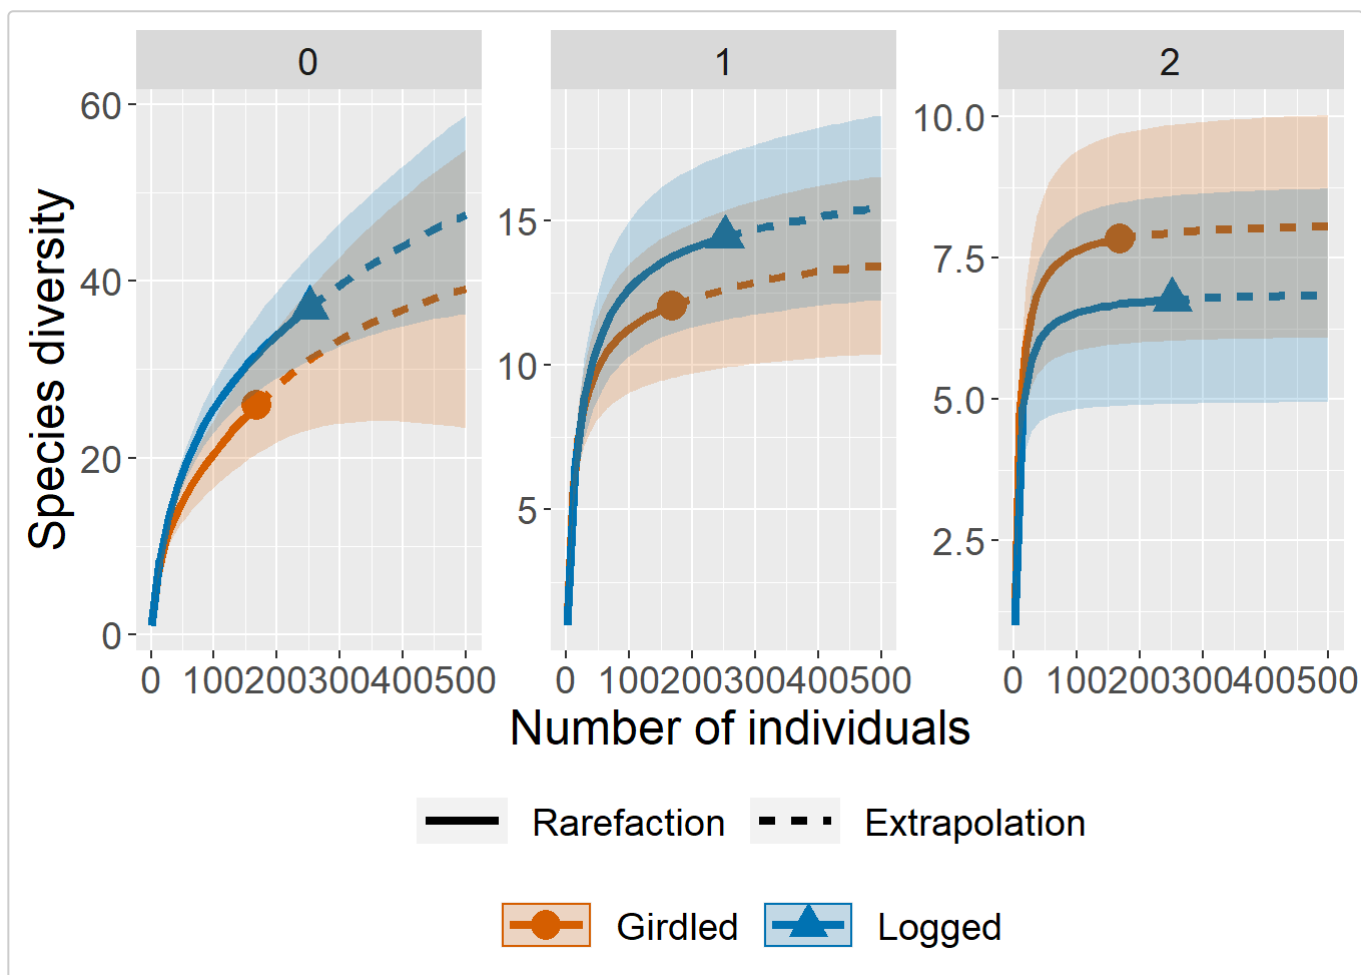 0 1 2
60
40
20
0
15
10
5
10.0
7.5
5.0
2.5
Species diversity
0 100200300400500 0 100200300400500 0 100200300400500
Number of individuals
Rarefaction Extrapolation
Girdled Logged